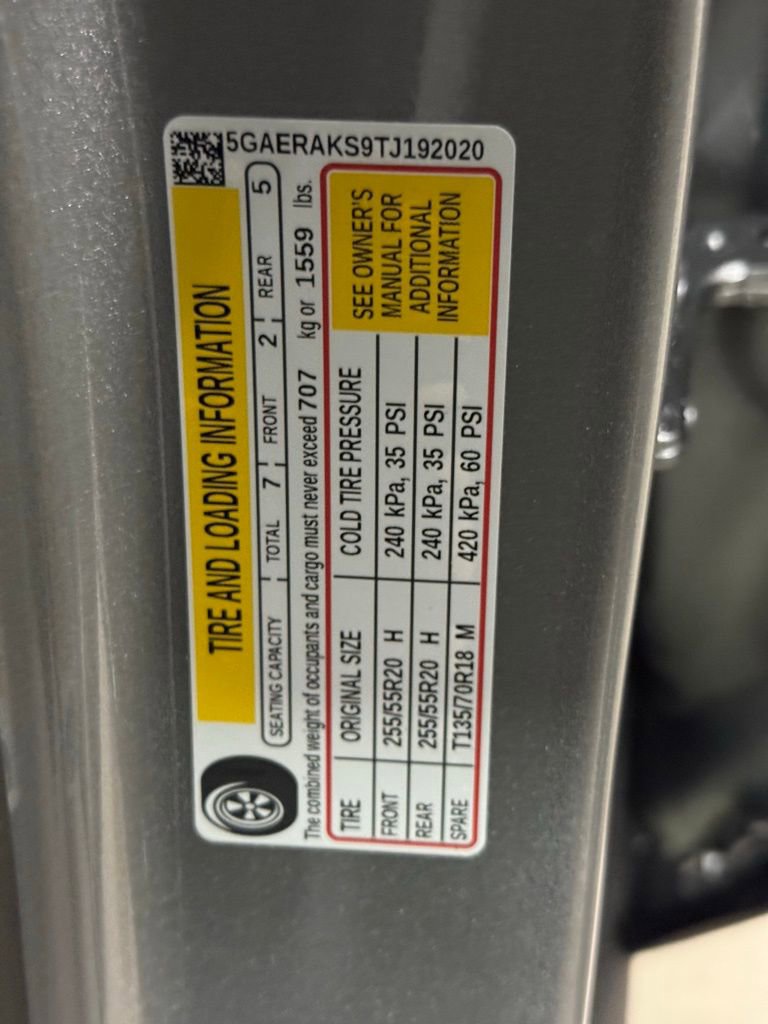 5GAERAKS9TJ192020
TIRE AND LOADING INFORMATION
SEATING CAPACITY TOTAL 7 FRONT 2 REAR 5
The combined weight of occupants and cargo must never exceed 707 kg or 1559 lbs.
TIRE ORIGINAL SIZE COLD TIRE PRESSURE
FRONT 255/55R20 H 240 kPa, 35 PSI
REAR 255/55R20 H 240 kPa, 35 PSI
SPARE T135/70R18 M 420 kPa, 60 PSI
SEE OWNER'S
MANUAL FOR
ADDITIONAL
INFORMATION